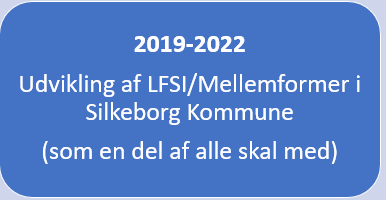 2019-2022
Udvikling af LFSI/Mellemformer i
Silkeborg Kommune
(som en del af alle skal med)